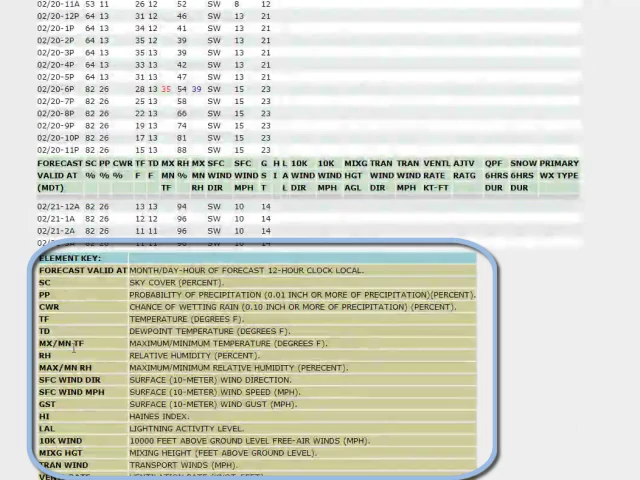 02/20-11A 53 11 26 12 52 SW 8 12
02/20-12P 64 13 31 12 46 SW 13 21
02/20-1P 64 13 34 12 41 SW 13 21
02/20-2P 64 13 35 12 39 SW 13 21
02/20-3P 64 13 35 13 39 SW 13 21
02/20-4P 64 13 33 13 42 SW 13 21
02/20-5P 64 13 31 13 47 SW 13 21
02/20-6P 82 26 28 13 35 54 39 SW 15 23
02/20-7P 82 26 25 13 58 SW 15 23
02/20-8P 82 26 22 13 66 SW 15 23
02/20-9P 82 26 19 13 74 SW 15 23
02/20-10P 82 26 17 13 81 SW 15 23
02/20-11P 82 26 15 13 88 SW 15 23
FORECAST SC PP CWR TF TD MX RH MX SFC SFC G H L 10K 10K MIXG TRAN TRAN VENTL AJTV QPF SNOW PRIMARY
VALID AT % % % F F MN % MN WIND WIND S I A WIND WIND HGT WIND WIND RATE RATG 6HRS 6HRS WX TYPE
(MDT) TF RH DIR MPH T L DIR MPH AGL DIR MPH KT-FT DUR DUR
02/21-12A 82 26 13 13 94 SW 10 14
02/21-1A 82 26 12 12 96 SW 10 14
02/21-2A 82 26 11 11 96 SW 10 14
82 26 11 11 96 SW 10 14
ELEMENT KEY:
FORECAST VALID AT MONTH/DAY-HOUR OF FORECAST 12-HOUR CLOCK LOCAL.
SC SKY COVER (PERCENT).
PP PROBABILITY OF PRECIPITATION (0.01 INCH OR MORE OF PRECIPITATION)(PERCENT).
CWR CHANCE OF WETTING RAIN (0.10 INCH OR MORE OF PRECIPITATION) (PERCENT).
TF TEMPERATURE (DEGREES F).
TD DEWPOINT TEMPERATURE (DEGREES F).
MX/MN TF MAXIMUM/MINIMUM TEMPERATURE (DEGREES F).
RH RELATIVE HUMIDITY (PERCENT).
MAX/MN RH MAXIMUM/MINIMUM RELATIVE HUMIDITY (PERECENT).
SFC WIND DIR SURFACE (10-METER) WIND DIRECTION.
SFC WIND MPH SURFACE (10-METER) WIND SPEED (MPH).
GST SURFACE (10-METER) WIND GUST (MPH).
HI HAINES INDEX.
LAL LIGHTNING ACTIVITY LEVEL.
10K WIND 10000 FEET ABOVE GROUND LEVEL FREE-AIR WINDS (MPH).
MIXG HGT MIXING HEIGHT (FEET ABOVE GROUND LEVEL).
TRAN WIND TRANSPORT WINDS (MPH).